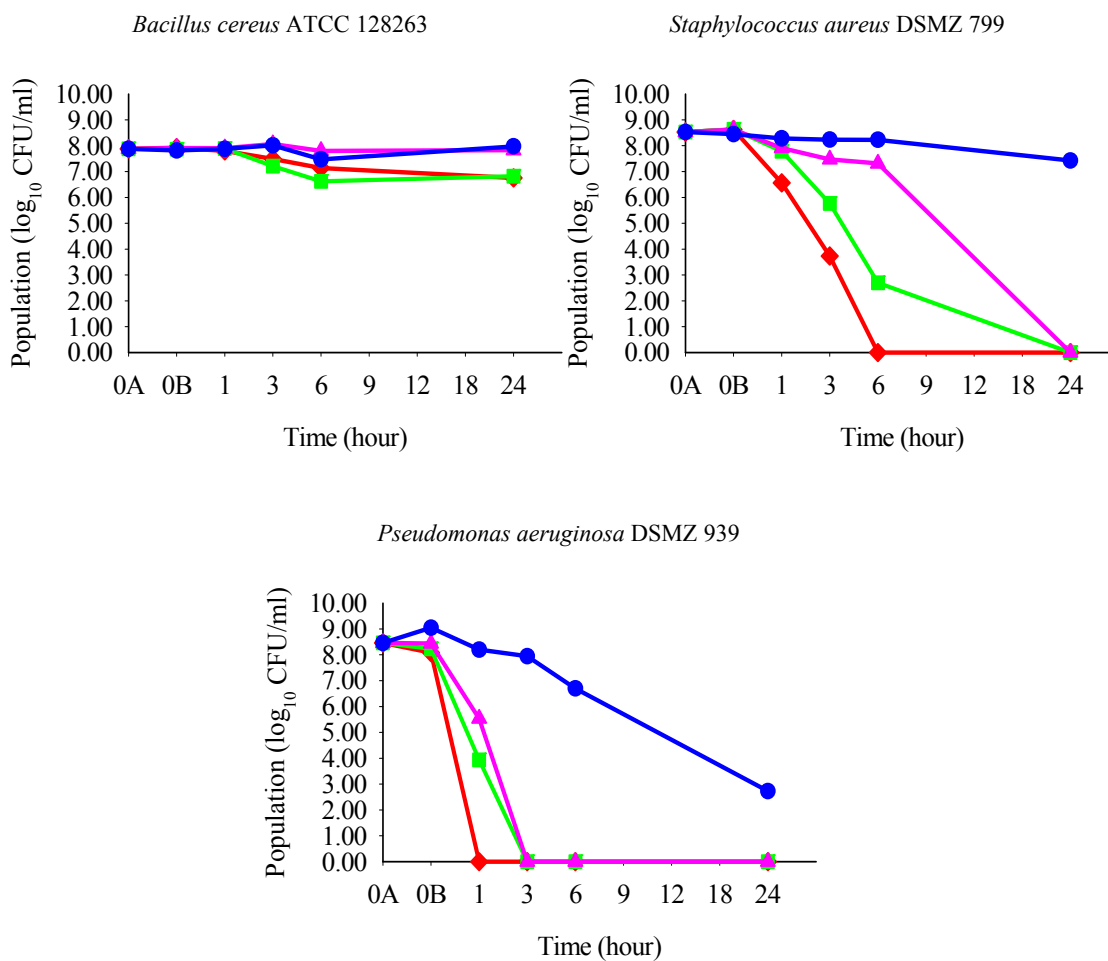 Bacillus cereus ATCC 128263
Population (log10 CFU/ml)
10.00
9.00
8.00
7.00
6.00
5.00
4.00
3.00
2.00
1.00
0.00
0A 0B 1 3 6 9 12 18 24
Time (hour)
Staphylococcus aureus DSMZ 799
Population (log10 CFU/ml)
10.00
9.00
8.00
7.00
6.00
5.00
4.00
3.00
2.00
1.00
0.00
0A 0B 1 3 6 9 12 18 24
Time (hour)
Pseudomonas aeruginosa DSMZ 939
Population (log10 CFU/ml)
10.00
9.00
8.00
7.00
6.00
5.00
4.00
3.00
2.00
1.00
0.00
0A 0B 1 3 6 9 12 18 24
Time (hour)